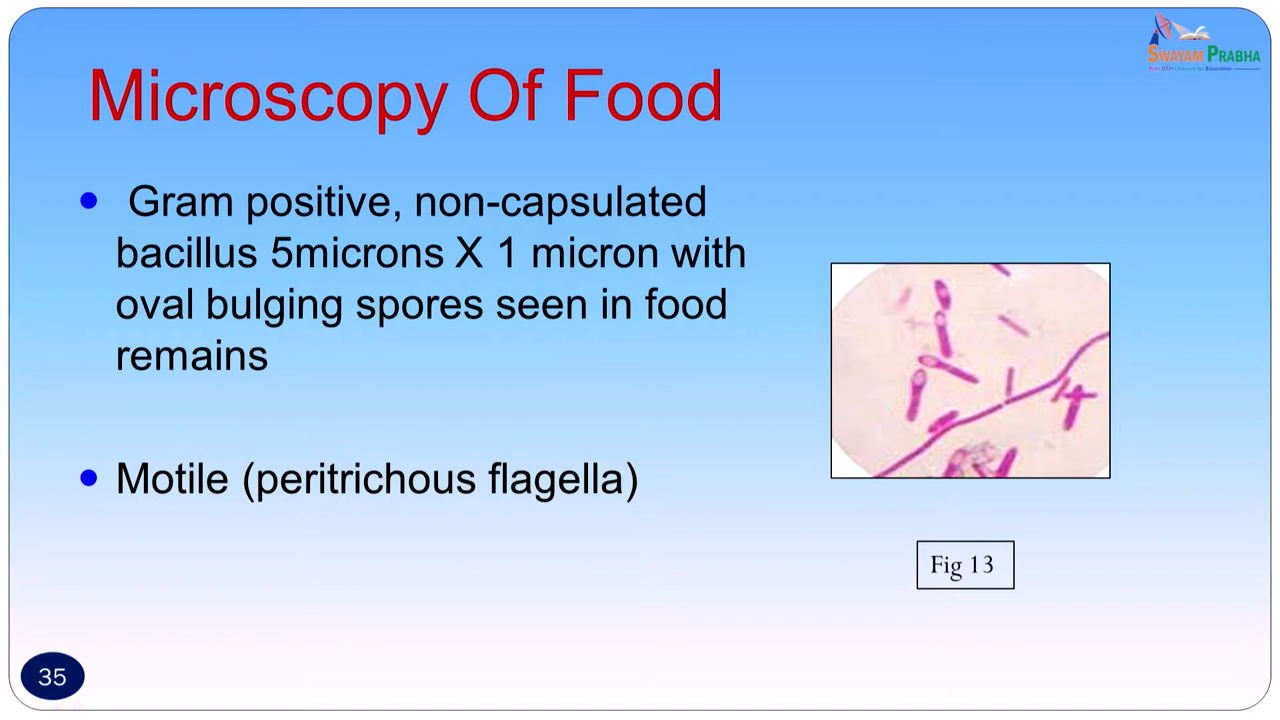 SWAYAM PRABHA
Microscopy Of Food
Gram positive, non-capsulated
bacillus 5microns X 1 micron with
oval bulging spores seen in food
remains
Motile (peritrichous flagella)
Fig 13
35